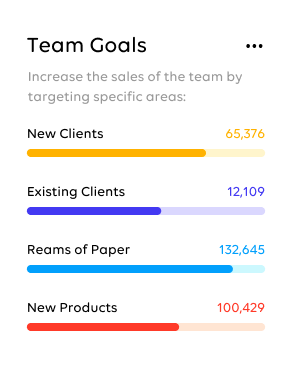 Team Goals
Increase the sales of the team by
targeting specific areas:
New Clients 65,376
Existing Clients 12,109
Reams of Paper 132,645
New Products 100,429